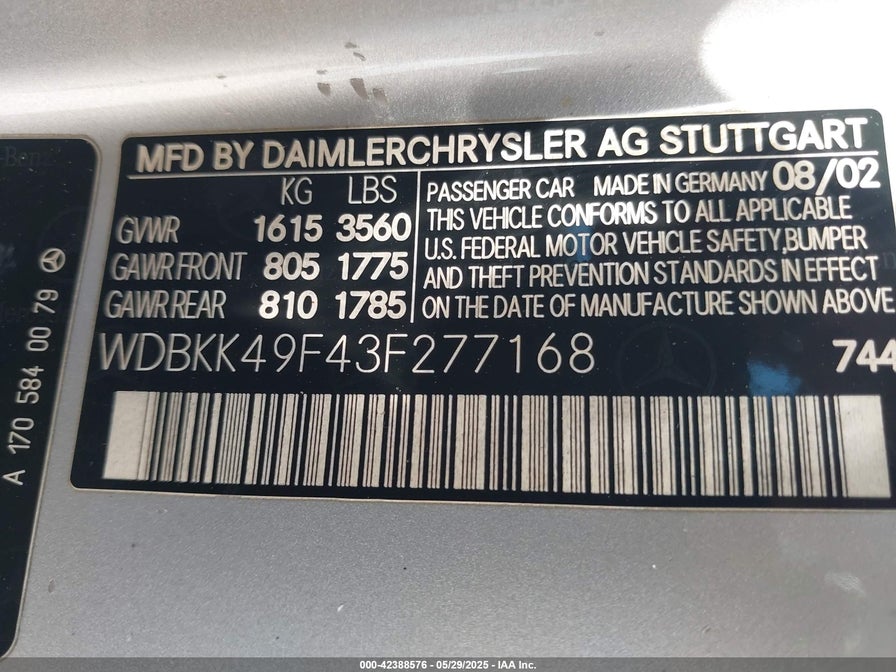 MFD BY DAIMLERCHRYSLER AG STUTTGART
KG LBS
GVWR 1615 3560
GAWR FRONT 805 1775
GAWR REAR 810 1785
PASSENGER CAR MADE IN GERMANY 08/02
THIS VEHICLE CONFORMS TO ALL APPLICABLE
U.S. FEDERAL MOTOR VEHICLE SAFETY,BUMPER
AND THEFT PREVENTION STANDARDS IN EFFECT
ON THE DATE OF MANUFACTURE SHOWN ABOVE
WDBKK49F43F277168 744
A 170 584 00 79
000-42388576 | 05/29/2025 | IAA Inc.